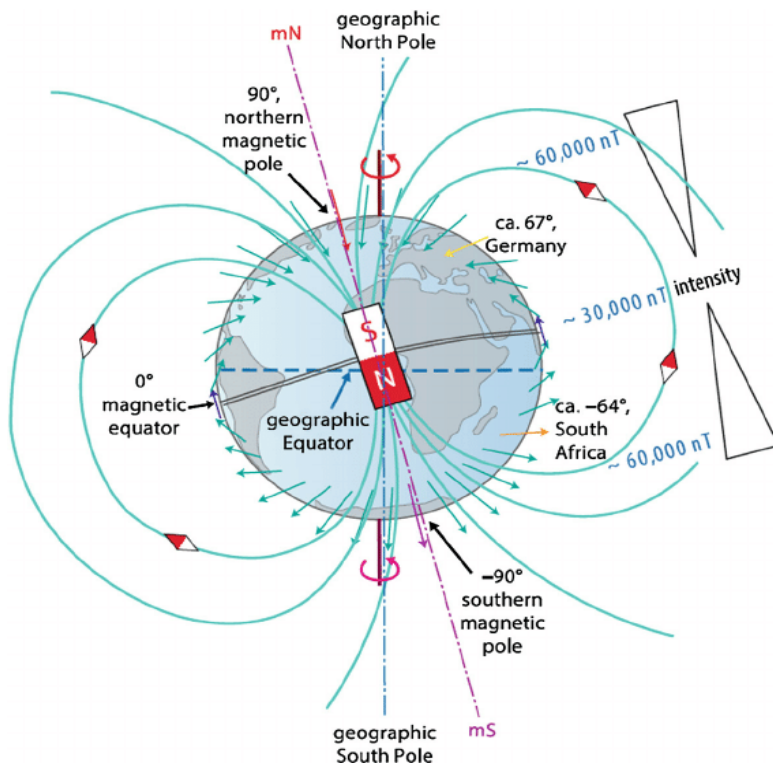 geographic
North Pole
mN
90°,
northern
magnetic
pole
~ 60,000 nT
ca. 67°,
Germany
~ 30,000 nT
intensity
S
N
0°
magnetic
equator
geographic
Equator
ca. –64°,
South
Africa
~ 60,000 nT
–90°
southern
magnetic
pole
geographic
South Pole
mS